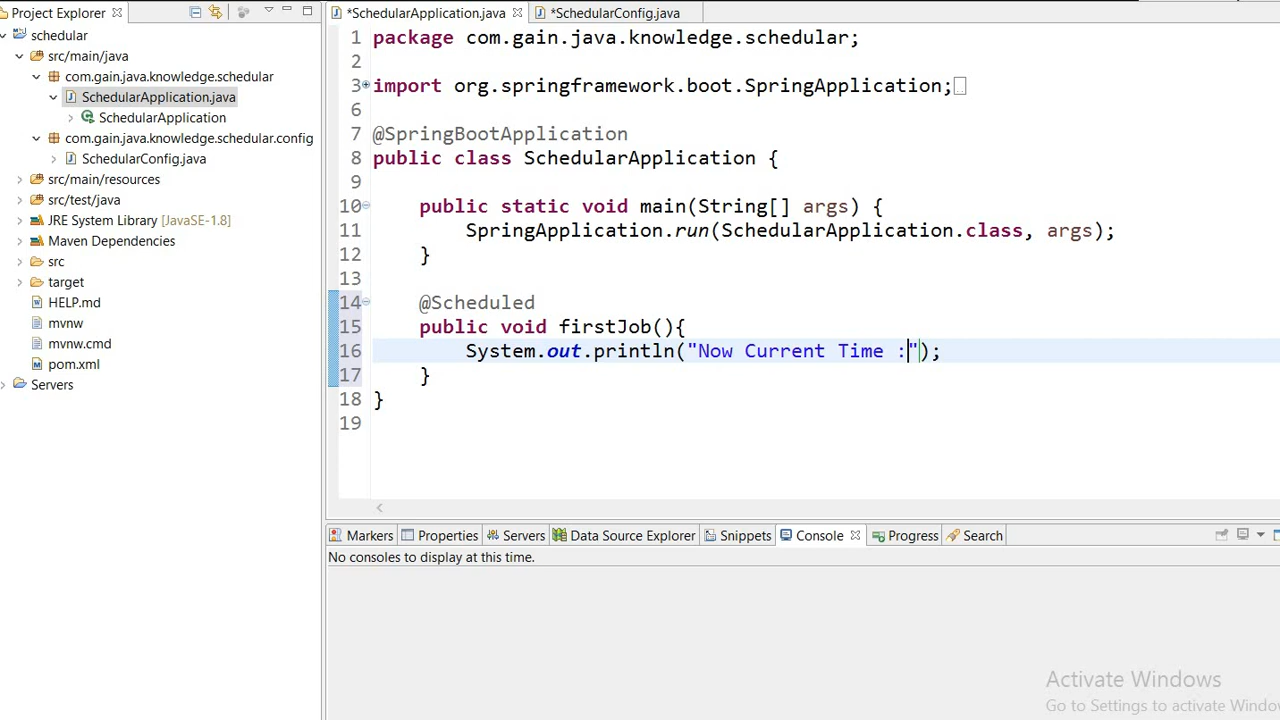 Project Explorer
schedular
src/main/java
com.gain.java.knowledge.schedular
SchedularApplication.java
SchedularApplication
com.gain.java.knowledge.schedular.config
SchedularConfig.java
src/main/resources
src/test/java
JRE System Library [JavaSE-1.8]
Maven Dependencies
src
target
HELP.md
mvnw
mvnw.cmd
pom.xml
Servers
*SchedularApplication.java *SchedularConfig.java
1 package com.gain.java.knowledge.schedular;
2
3 import org.springframework.boot.SpringApplication;
6
7 @SpringBootApplication
8 public class SchedularApplication {
9
10 public static void main(String[] args) {
11 SpringApplication.run(SchedularApplication.class, args);
12 }
13
14 @Scheduled
15 public void firstJob(){
16 System.out.println("Now Current Time :");
17 }
18 }
19
Markers Properties Servers Data Source Explorer Snippets Console Progress Search
No consoles to display at this time.
Activate Windows
Go to Settings to activate Windo